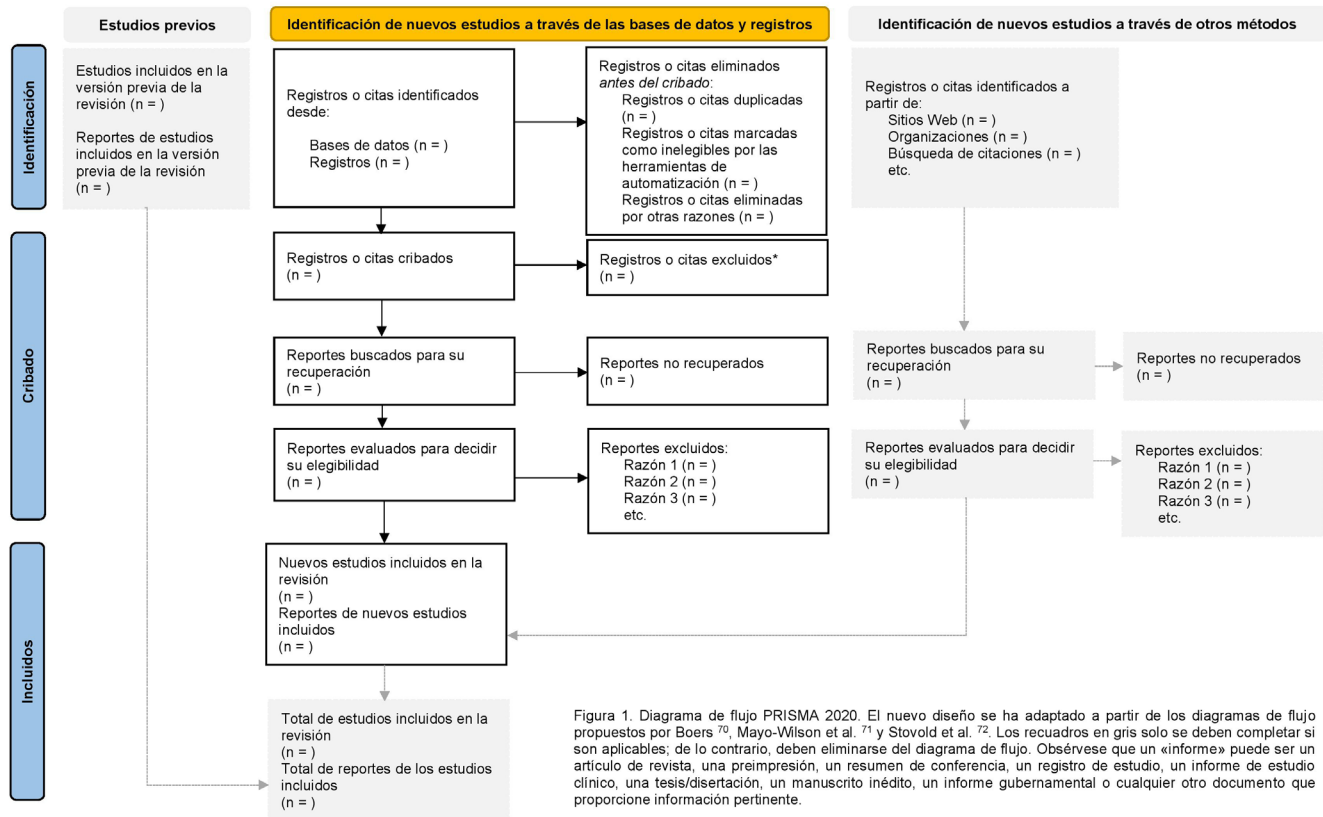 Estudios previos
Identificación de nuevos estudios a través de las bases de datos y registros
Identificación de nuevos estudios a través de otros métodos
Identificación
Estudios incluidos en la
versión previa de la
revisión (n = )
Reportes de estudios
incluidos en la versión
previa de la revisión
(n = )
Registros o citas identificados
desde:
Bases de datos (n = )
Registros (n = )
Registros o citas eliminados
antes del cribado:
Registros o citas duplicadas
(n = )
Registros o citas marcadas
como inelegibles por las
herramientas de
automatización (n = )
Registros o citas eliminadas
por otras razones (n = )
Registros o citas identificados a
partir de:
Sitios Web (n = )
Organizaciones (n = )
Búsqueda de citaciones (n = )
etc.
Cribado
Registros o citas cribados
(n = )
Registros o citas excluidos*
(n = )
Reportes buscados para su
recuperación
(n = )
Reportes no recuperados
(n = )
Reportes buscados para su
recuperación
(n = )
Reportes no recuperados
(n = )
Reportes evaluados para decidir
su elegibilidad
(n = )
Reportes excluidos:
Razón 1 (n = )
Razón 2 (n = )
Razón 3 (n = )
etc.
Reportes evaluados para decidir
su elegibilidad
(n = )
Reportes excluidos:
Razón 1 (n = )
Razón 2 (n = )
Razón 3 (n = )
etc.
Incluidos
Nuevos estudios incluidos en la
revisión
(n = )
Reportes de nuevos estudios
incluidos
(n = )
Total de estudios incluidos en la
revisión
(n = )
Total de reportes de los estudios
incluidos
(n = )
Figura 1. Diagrama de flujo PRISMA 2020. El nuevo diseño se ha adaptado a partir de los diagramas de flujo
propuestos por Boers 70, Mayo-Wilson et al. 71 y Stovold et al. 72. Los recuadros en gris solo se deben completar si
son aplicables; de lo contrario, deben eliminarse del diagrama de flujo. Obsérvese que un «informe» puede ser un
artículo de revista, una preimpresión, un resumen de conferencia, un registro de estudio, un informe de estudio
clínico, una tesis/disertación, un manuscrito inédito, un informe gubernamental o cualquier otro documento que
proporcione información pertinente.